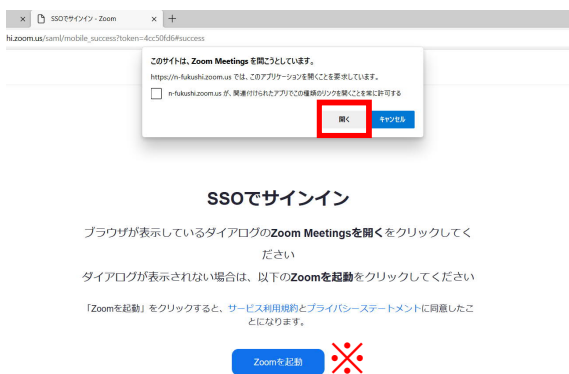 SSOでサインイン - Zoom
hi.zoom.us/saml/mobile_success?token=4cc50fd6#success
このサイトは、Zoom Meetings を開こうとしています。
https://n-fukushi.zoom.us では、このアプリケーションを開くことを要求しています。
n-fukushi.zoom.us が、関連付けられたアプリでこの種類のリンクを開くことを常に許可する
開く
キャンセル
SSOでサインイン
ブラウザが表示しているダイアログのZoom Meetingsを開くをクリックしてく
ださい
ダイアログが表示されない場合は、以下のZoomを起動をクリックしてください
「Zoomを起動」をクリックすると、サービス利用規約とプライバシーステートメントに同意したこ
とになります。
Zoomを起動 ※